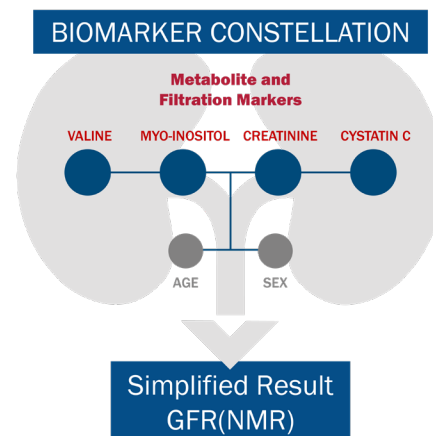 BIOMARKER CONSTELLATION
Metabolite and
Filtration Markers
VALINE MYO-INOSITOL CREATININE CYSTATIN C
AGE SEX
Simplified Result
GFR(NMR)